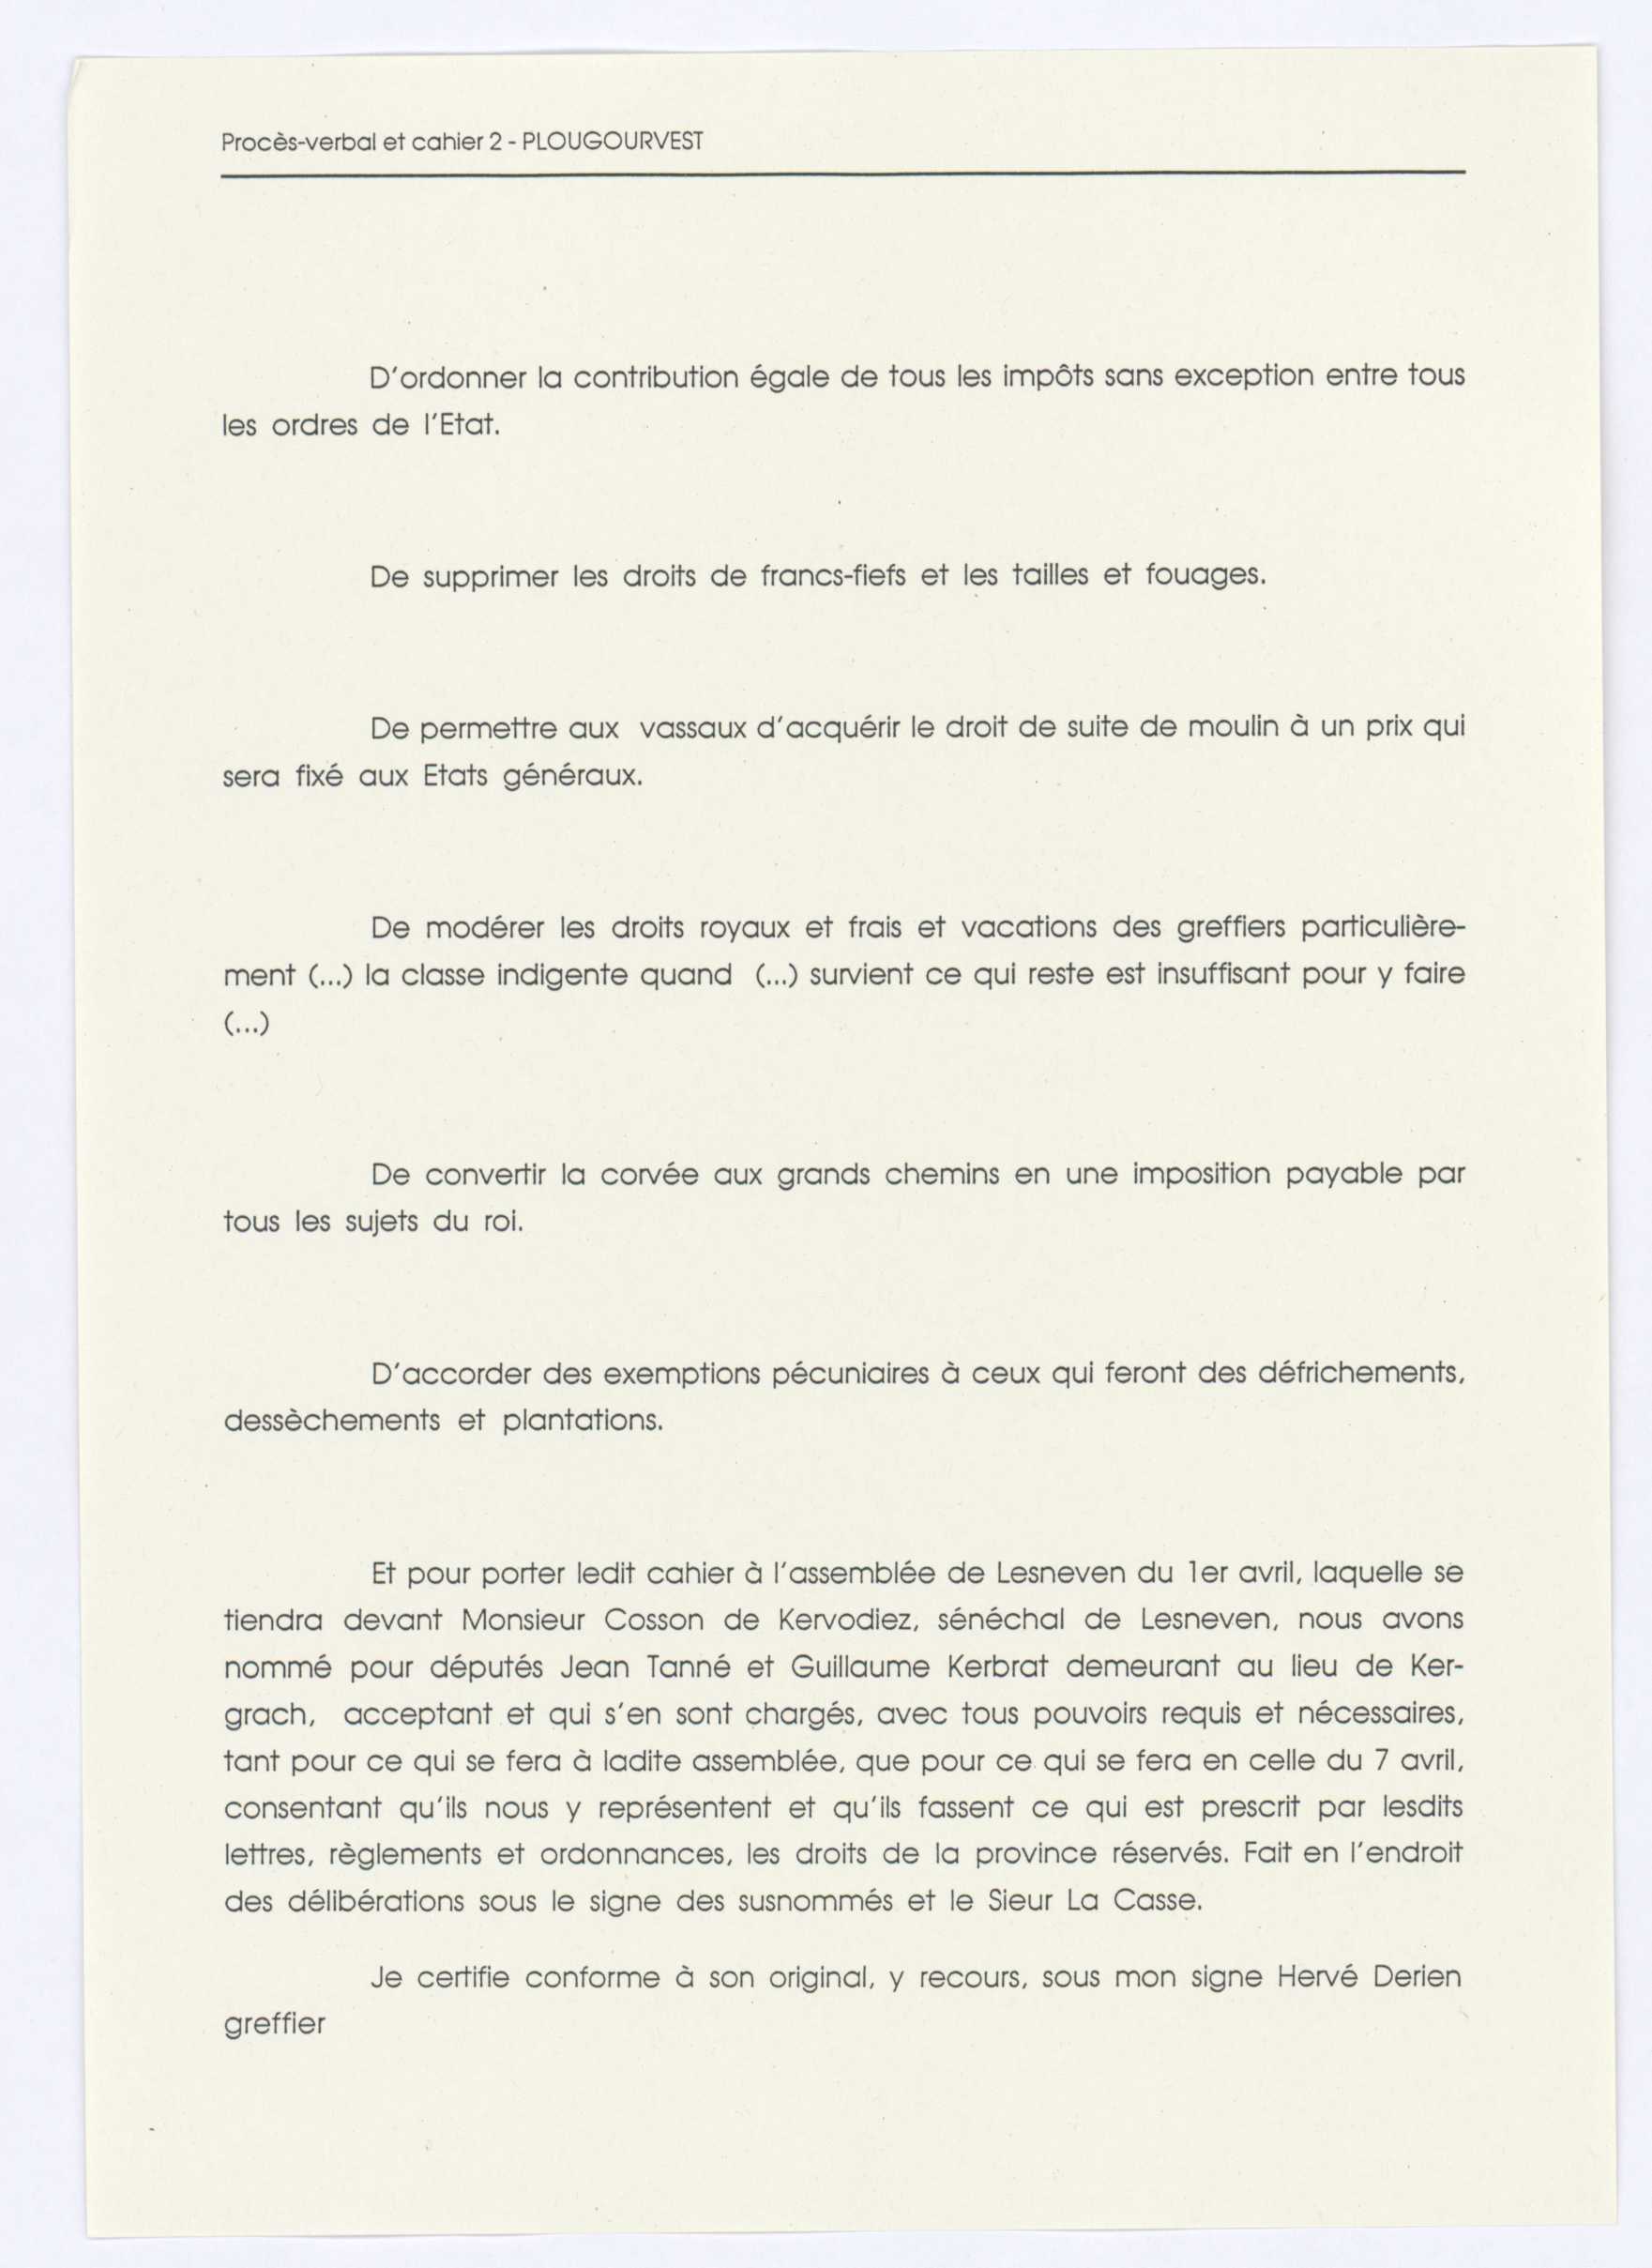 Procès-verbal et cahier 2 - PLOUGOURVEST
D'ordonner la contribution égale de tous les impôts sans exception entre tous
les ordres de l'Etat.
De supprimer les droits de francs-fiefs et les tailles et fouages.
De permettre aux vassaux d'acquérir le droit de suite de moulin à un prix qui
sera fixé aux Etats généraux.
De modérer les droits royaux et frais et vacations des greffiers particulière-
ment (...) la classe indigente quand (...) survient ce qui reste est insuffisant pour y faire
(...)
De convertir la corvée aux grands chemins en une imposition payable par
tous les sujets du roi.
D'accorder des exemptions pécuniaires à ceux qui feront des défrichements,
dessèchements et plantations.
Et pour porter ledit cahier à l'assemblée de Lesneven du 1er avril, laquelle se
tiendra devant Monsieur Cosson de Kervodiez, sénéchal de Lesneven, nous avons
nommé pour députés Jean Tanné et Guillaume Kerbrat demeurant au lieu de Ker-
grach, acceptant et qui s'en sont chargés, avec tous pouvoirs requis et nécessaires,
tant pour ce qui se fera à ladite assemblée, que pour ce qui se fera en celle du 7 avril,
consentant qu'ils nous y représentent et qu'ils fassent ce qui est prescrit par lesdits
lettres, règlements et ordonnances, les droits de la province réservés. Fait en l'endroit
des délibérations sous le signe des susnommés et le Sieur La Casse.
Je certifie conforme à son original, y recours, sous mon signe Hervé Derien
greffier